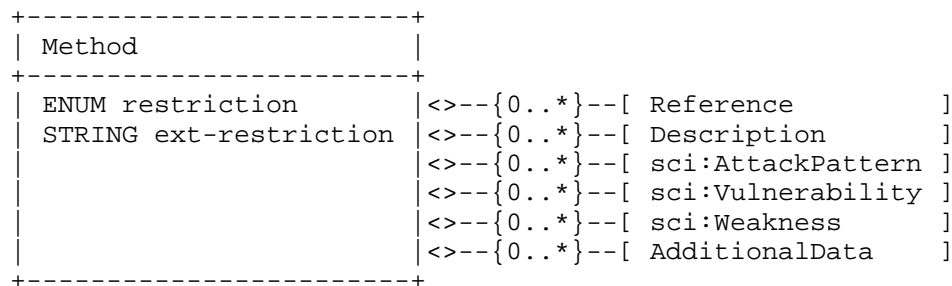 +------------------------+
| Method                 |
+------------------------+
| ENUM restriction       |<>--{0..*}--[ Reference         ]
| STRING ext-restriction |<>--{0..*}--[ Description       ]
|                        |<>--{0..*}--[ sci:AttackPattern ]
|                        |<>--{0..*}--[ sci:Vulnerability ]
|                        |<>--{0..*}--[ sci:Weakness      ]
|                        |<>--{0..*}--[ AdditionalData    ]
+------------------------+